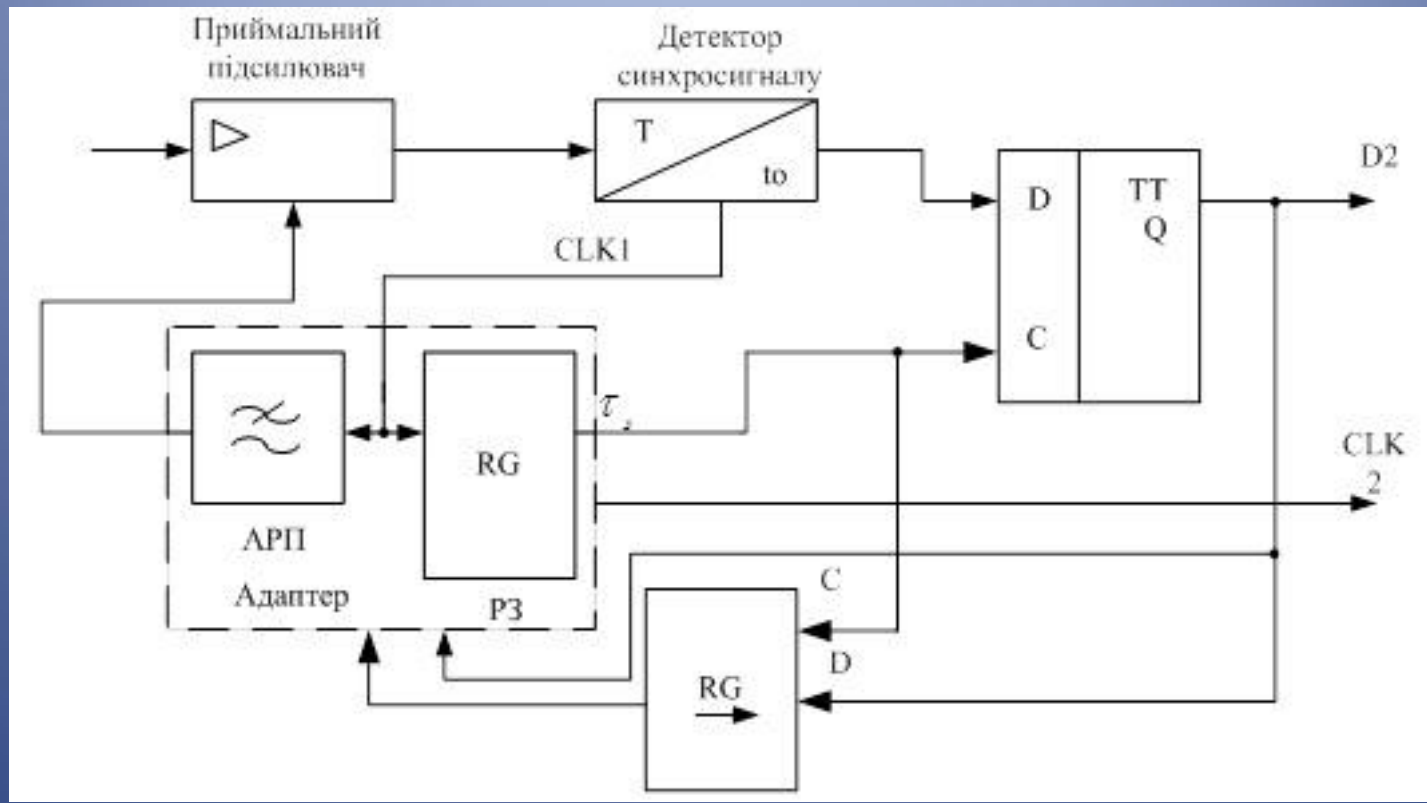 Приймальний
підсилювач
Детектор
синхросигналу
T
to
D2
D
TT
Q
CLK1
C
τ
RG
CLK
2
АРП
Адаптер
РЗ
C
D
RG